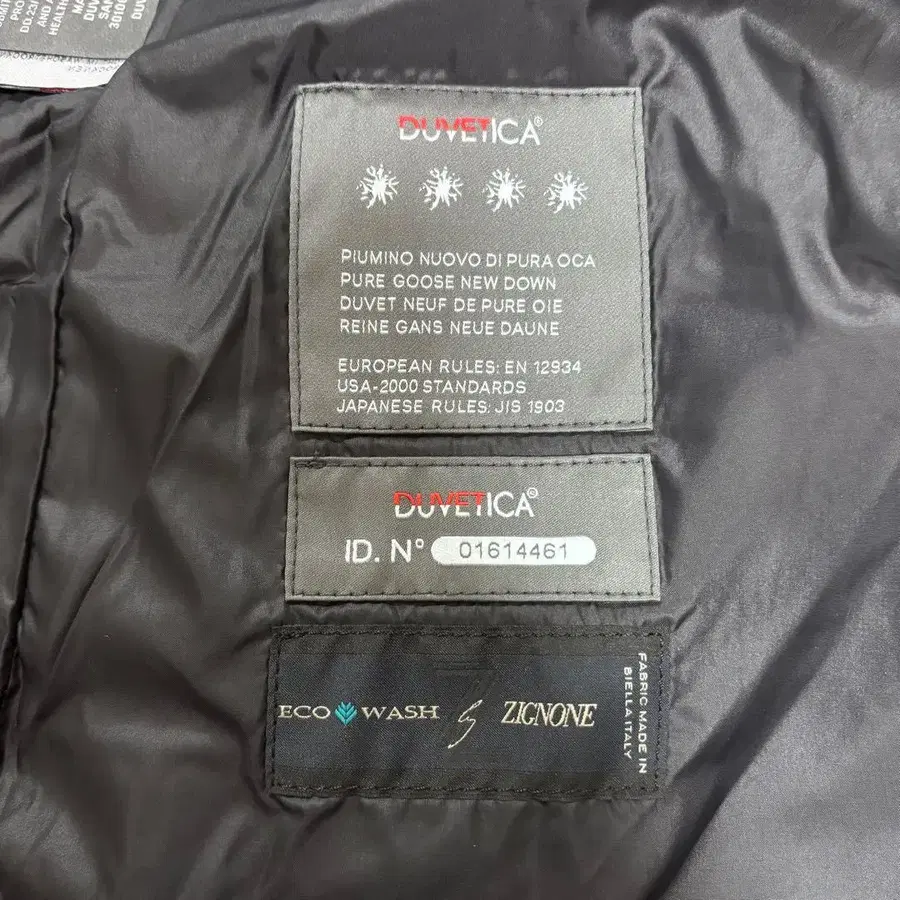 DUVETICA®
PIUMINO NUOVO DI PURA OCA
PURE GOOSE NEW DOWN
DUVET NEUF DE PURE OIE
REINE GANS NEUE DAUNE
EUROPEAN RULES: EN 12934
USA-2000 STANDARDS
JAPANESE RULES: JIS 1903
DUVETICA®
ID. N° 01614461
ECO WASH ZIGNONE
FABRIC MADE IN
BIELLA ITALY